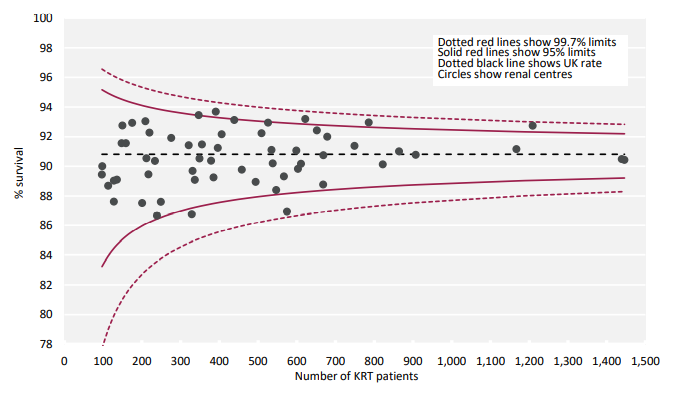 100
98
96
94
92
90
88
86
84
82
80
78
% survival
Dotted red lines show 99.7% limits
Solid red lines show 95% limits
Dotted black line shows UK rate
Circles show renal centres
0 100 200 300 400 500 600 700 800 900 1,000 1,100 1,200 1,300 1,400 1,500
Number of KRT patients